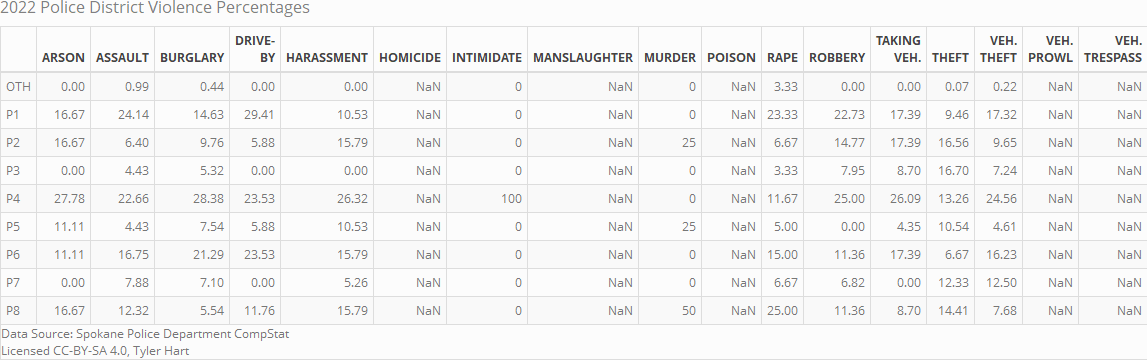 2022 Police District Violence Percentages
ARSON ASSAULT BURGLARY DRIVE-BY HARASSMENT HOMICIDE INTIMIDATE MANSLAUGHTER MURDER POISON RAPE ROBBERY TAKING VEH. THEFT VEH. THEFT VEH. PROWL VEH. TRESPASS
OTH 0.00 0.99 0.44 0.00 0.00 NaN 0 NaN 0 NaN 3.33 0.00 0.00 0.07 0.22 NaN NaN
P1 16.67 24.14 14.63 29.41 10.53 NaN 0 NaN 0 NaN 23.33 22.73 17.39 9.46 17.32 NaN NaN
P2 16.67 6.40 9.76 5.88 15.79 NaN 0 NaN 25 NaN 6.67 14.77 17.39 16.56 9.65 NaN NaN
P3 0.00 4.43 5.32 0.00 0.00 NaN 0 NaN 0 NaN 3.33 7.95 8.70 16.70 7.24 NaN NaN
P4 27.78 22.66 28.38 23.53 26.32 NaN 100 NaN 0 NaN 11.67 25.00 26.09 13.26 24.56 NaN NaN
P5 11.11 4.43 7.54 5.88 10.53 NaN 0 NaN 25 NaN 5.00 0.00 4.35 10.54 4.61 NaN NaN
P6 11.11 16.75 21.29 23.53 15.79 NaN 0 NaN 0 NaN 15.00 11.36 17.39 6.67 16.23 NaN NaN
P7 0.00 7.88 7.10 0.00 5.26 NaN 0 NaN 0 NaN 6.67 6.82 0.00 12.33 12.50 NaN NaN
P8 16.67 12.32 5.54 11.76 15.79 NaN 0 NaN 50 NaN 25.00 11.36 8.70 14.41 7.68 NaN NaN
Data Source: Spokane Police Department CompStat
Licensed CC-BY-SA 4.0, Tyler Hart